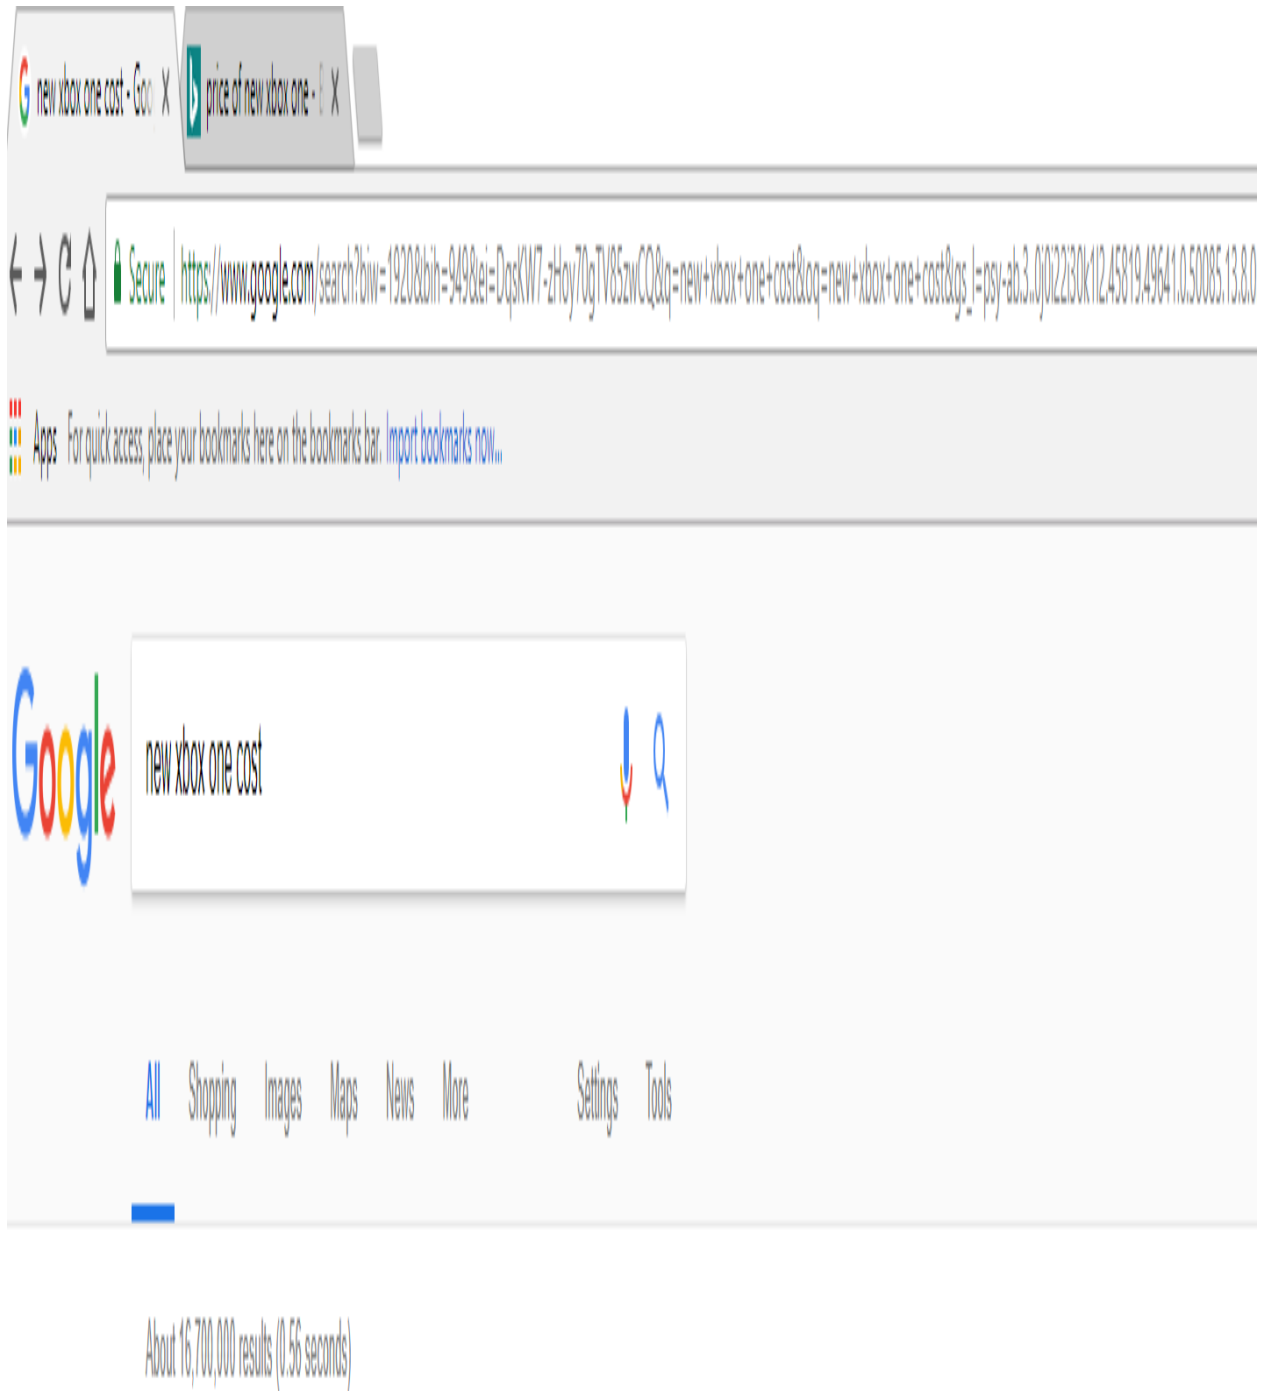 new xbox one cost - Goo
price of new xbox one -
Secure https://www.google.com/search?biw=1920&bih=949&ei=DqsKW7-zHoy70gTV85zwCQ&q=new+xbox+one+cost&oq=new+xbox+one+cost&gs_l=psy-ab.3..0j0i22i30k1l2.45819.49641.0.50085.13.8.0
Apps For quick access, place your bookmarks here on the bookmarks bar. Import bookmarks now...
Google new xbox one cost
All Shopping Images Maps News More Settings Tools
About 16,700,000 results (0.56 seconds)